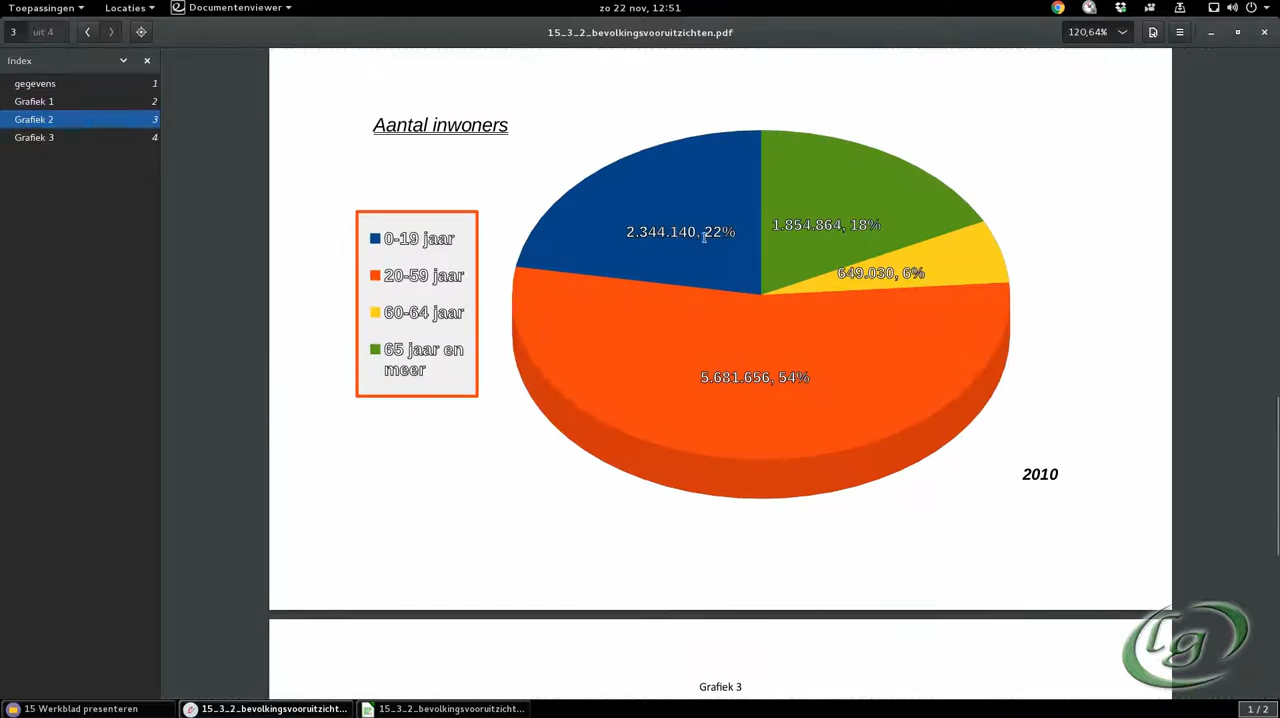 Toepassingen
Locaties
Documentenviewer
zo 22 nov, 12:51
3
uit 4
15_3_2_bevolkingsvooruitzichten.pdf
120,64%
Index
gegevens 1
Grafiek 1 2
Grafiek 2 3
Grafiek 3 4
Aantal inwoners
0-19 jaar
20-59 jaar
60-64 jaar
65 jaar en
meer
2.344.140, 22%
1.854.864, 18%
649.030, 6%
5.681.656, 54%
2010
Grafiek 3
lg
15 Werkblad presenteren
15_3_2_bevolkingsvooruitzicht...
15_3_2_bevolkingsvooruitzicht...
1 / 2